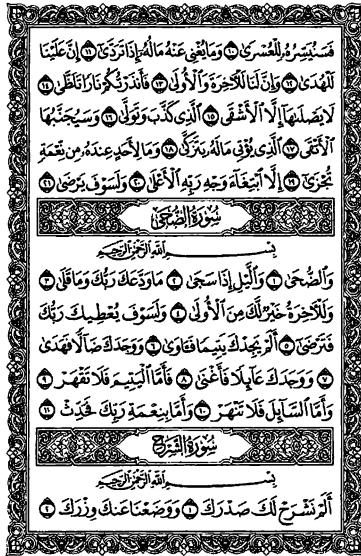 فَسَنُيَسِّرُهُۥ لِلْعُسْرَىٰ ١٠ وَمَا يُغْنِى عَنْهُ مَالُهُۥٓ إِذَا تَرَدَّىٰٓ ١١ إِنَّ عَلَيْنَا
لَلْهُدَىٰ ١٢ وَإِنَّ لَنَا لَلْـَٔاخِرَةَ وَٱلْأُولَىٰ ١٣ فَأَنذَرْتُكُمْ نَارًا تَلَظَّىٰ ١٤
لَا يَصْلَىٰهَآ إِلَّا ٱلْأَشْقَى ١٥ ٱلَّذِى كَذَّبَ وَتَوَلَّىٰ ١٦ وَسَيُجَنَّبُهَا
ٱلْأَتْقَى ١٧ ٱلَّذِى يُؤْتِى مَالَهُۥ يَتَزَكَّىٰ ١٨ وَمَا لِأَحَدٍ عِندَهُۥ مِن نِّعْمَةٍ
تُجْزَىٰٓ ١٩ إِلَّا ٱبْتِغَآءَ وَجْهِ رَبِّهِ ٱلْأَعْلَىٰ ٢٠ وَلَسَوْفَ يَرْضَىٰ ٢١
سُورَةُ الضُّحَىٰ
بِسْمِ ٱللَّهِ ٱلرَّحْمَٰنِ ٱلرَّحِيمِ
وَٱلضُّحَىٰ ١ وَٱلَّيْلِ إِذَا سَجَىٰ ٢ مَا وَدَّعَكَ رَبُّكَ وَمَا قَلَىٰ ٣
وَلَلْـَٔاخِرَةُ خَيْرٌ لَّكَ مِنَ ٱلْأُولَىٰ ٤ وَلَسَوْفَ يُعْطِيكَ رَبُّكَ
فَتَرْضَىٰٓ ٥ أَلَمْ يَجِدْكَ يَتِيمًا فَـَٔاوَىٰ ٦ وَوَجَدَكَ ضَآلًّا فَهَدَىٰ
٧ وَوَجَدَكَ عَآئِلًا فَأَغْنَىٰ ٨ فَأَمَّا ٱلْيَتِيمَ فَلَا تَقْهَرْ ٩
وَأَمَّا ٱلسَّآئِلَ فَلَا تَنْهَرْ ١٠ وَأَمَّا بِنِعْمَةِ رَبِّكَ فَحَدِّثْ ١١
سُورَةُ الشَّرْحِ
بِسْمِ ٱللَّهِ ٱلرَّحْمَٰنِ ٱلرَّحِيمِ
أَلَمْ نَشْرَحْ لَكَ صَدْرَكَ ١ وَوَضَعْنَا عَنكَ وِزْرَكَ ٢